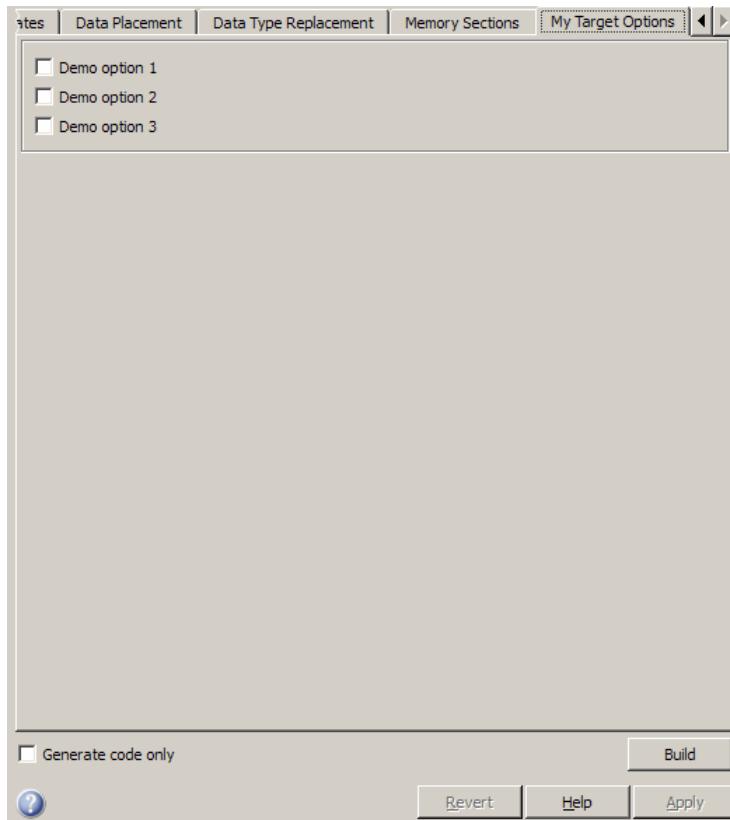 ates Data Placement Data Type Replacement Memory Sections My Target Options
Demo option 1
Demo option 2
Demo option 3
Generate code only Build
? Revert Help Apply